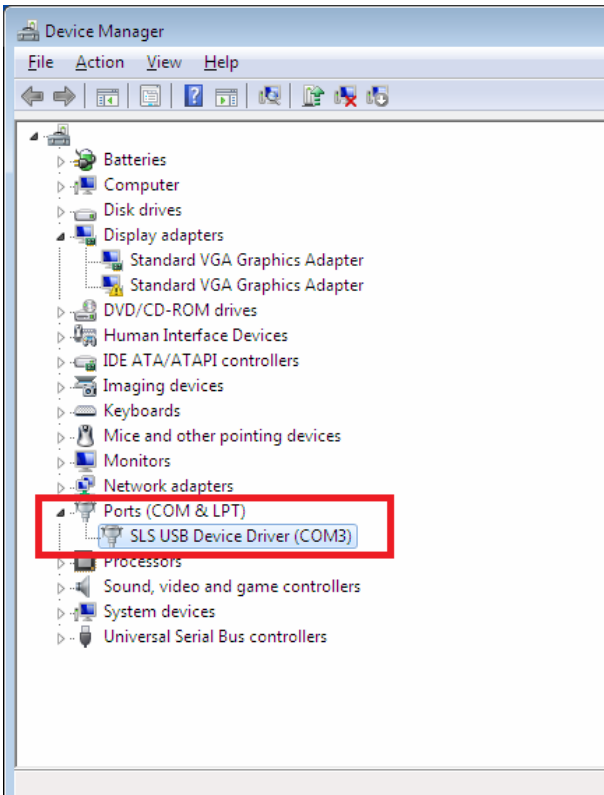 Device Manager
File Action View Help
Batteries
Computer
Disk drives
Display adapters
Standard VGA Graphics Adapter
Standard VGA Graphics Adapter
DVD/CD-ROM drives
Human Interface Devices
IDE ATA/ATAPI controllers
Imaging devices
Keyboards
Mice and other pointing devices
Monitors
Network adapters
Ports (COM & LPT)
SLS USB Device Driver (COM3)
Processors
Sound, video and game controllers
System devices
Universal Serial Bus controllers